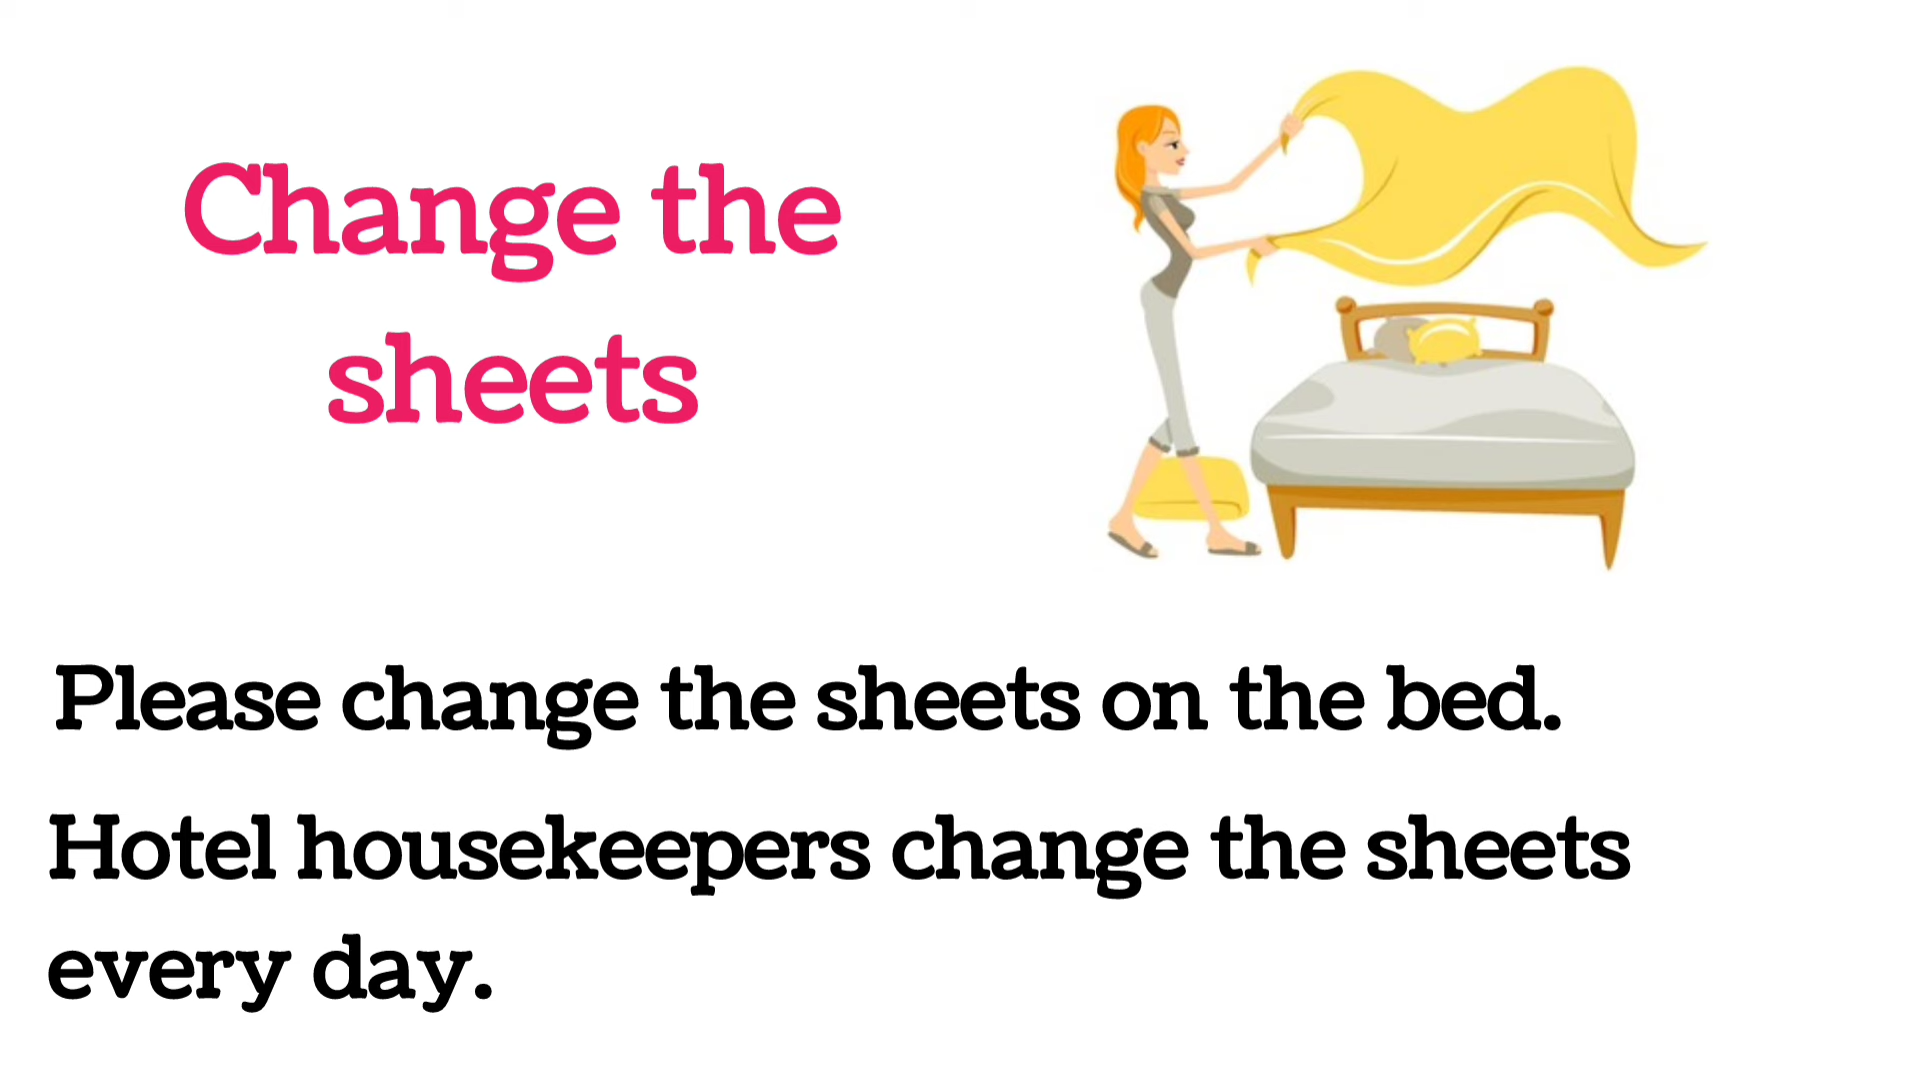 Change the
sheets
Please change the sheets on the bed.
Hotel housekeepers change the sheets
every day.